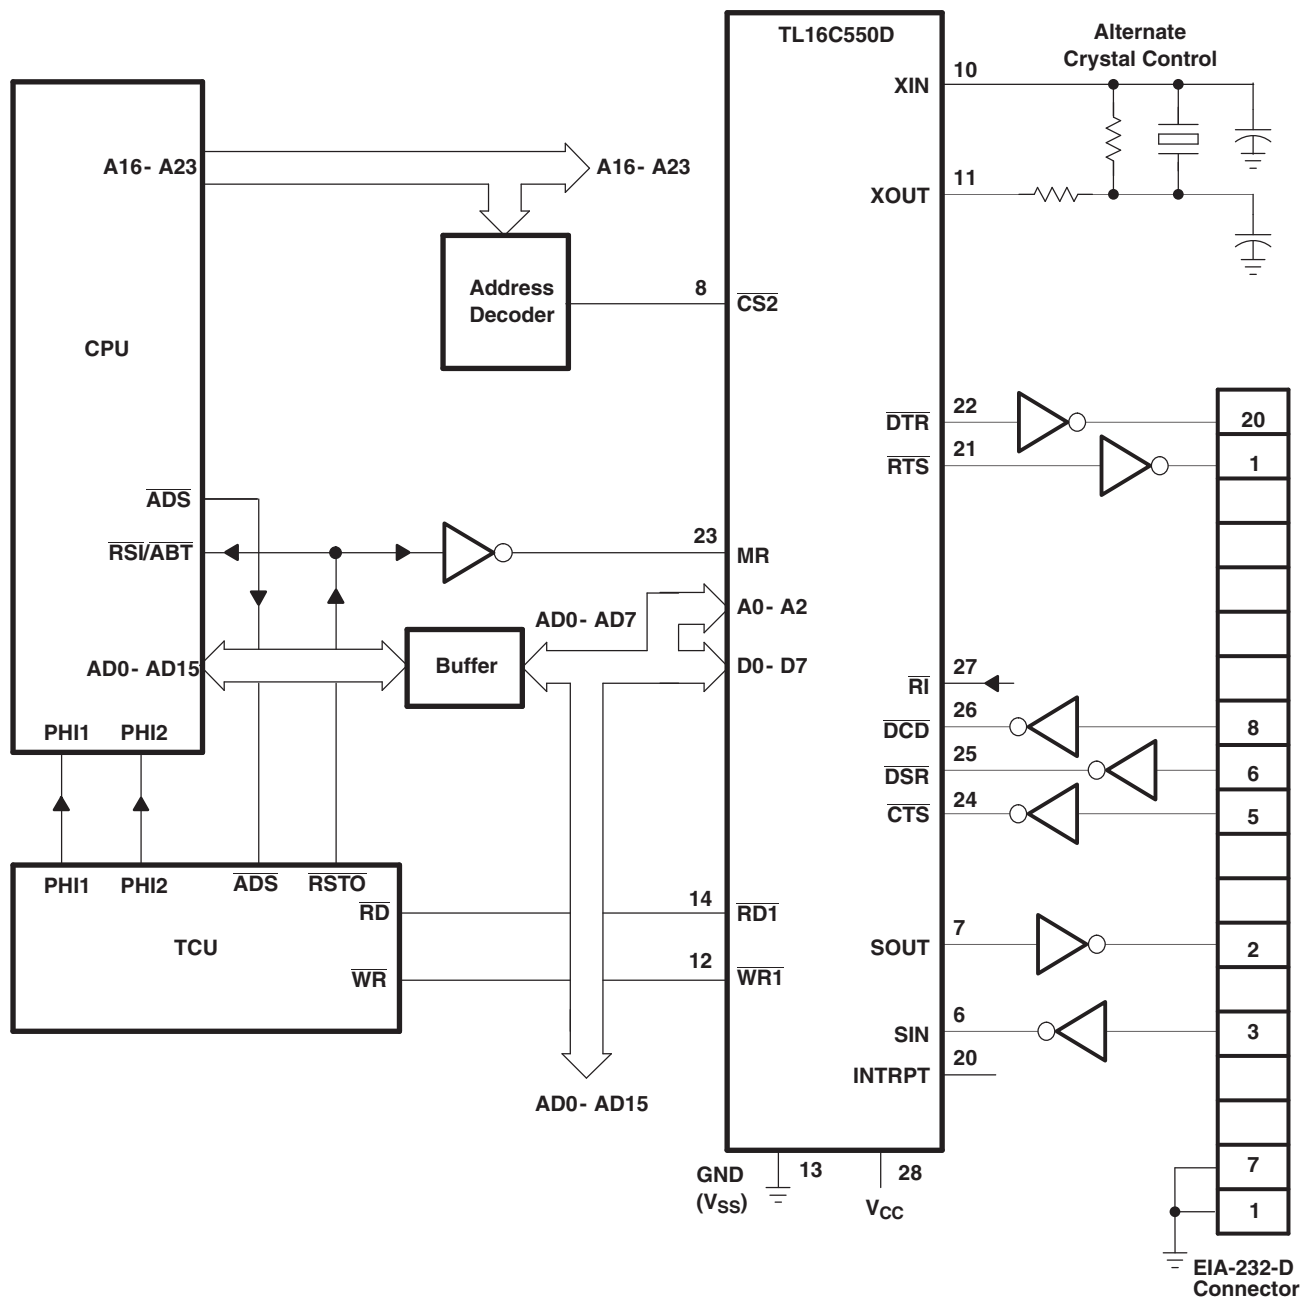 TL16C550D
Alternate
Crystal Control
XIN
10
A16- A23
A16- A23
XOUT
11
Address
Decoder
8
CS2
CPU
DTR
22
20
RTS
21
1
ADS
RSI/ABT
23
MR
AD0- AD7
A0- A2
AD0- AD15
Buffer
D0- D7
RI
27
PHI1
PHI2
DCD
26
8
DSR
25
6
CTS
24
5
PHI1
PHI2
ADS
RSTO
RD
14
RD1
TCU
SOUT
7
2
WR
12
WR1
SIN
6
3
INTRPT
20
AD0- AD15
GND
(VSS)
13
28
VCC
7
1
EIA-232-D
Connector